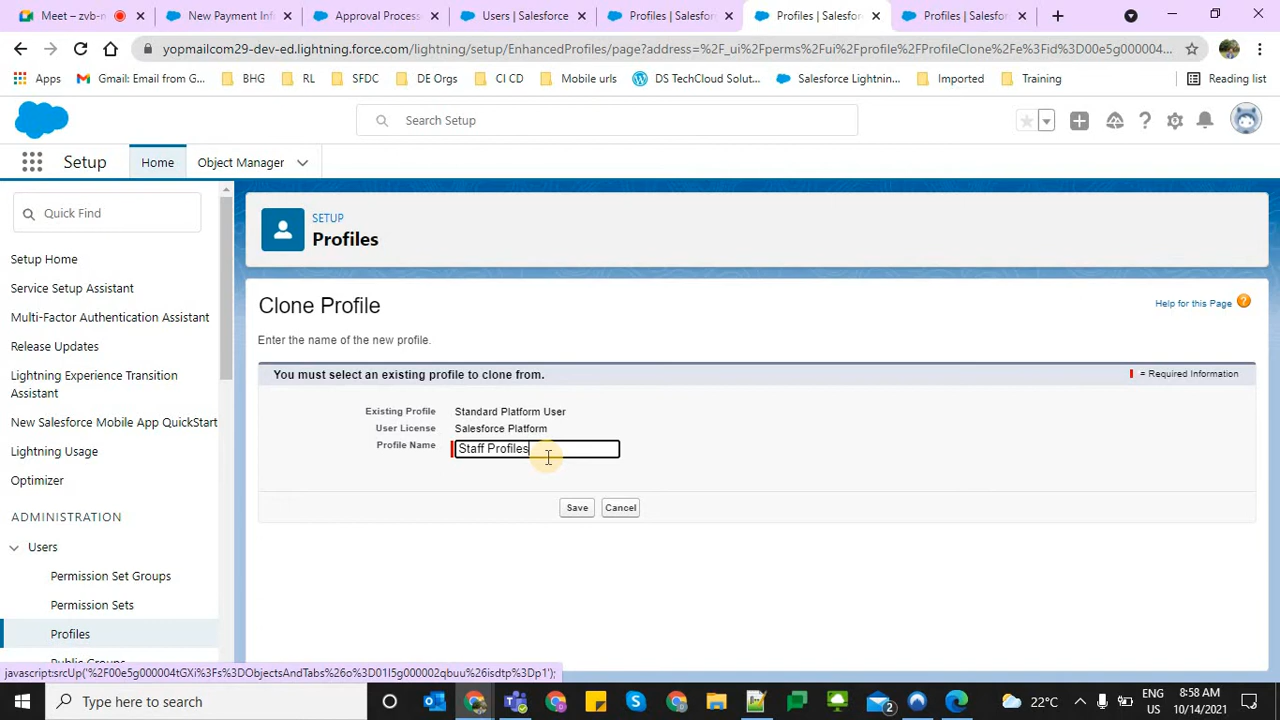 Meet – zvb-n
New Payment Inf
Approval Process
Users | Salesforce
Profiles | Salesfor
Profiles | Salesfor
Profiles | Salesfor
yopmailcom29-dev-ed.lightning.force.com/lightning/setup/EnhancedProfiles/page?address=%2F_ui%2Fperms%2Fui%2Fprofile%2FProfileClone%2Fe%3Fid%3D00e5g000004...
Apps
Gmail: Email from G...
BHG
RL
SFDC
DE Orgs
CI CD
Mobile urls
DS TechCloud Solut...
Salesforce Lightnin...
Imported
Training
Reading list
Search Setup
Setup
Home
Object Manager
Quick Find
SETUP
Profiles
Setup Home
Service Setup Assistant
Multi-Factor Authentication Assistant
Release Updates
Lightning Experience Transition
Assistant
New Salesforce Mobile App QuickStart
Lightning Usage
Optimizer
ADMINISTRATION
Users
Permission Set Groups
Permission Sets
Profiles
Public Groups
Clone Profile
Help for this Page
Enter the name of the new profile.
You must select an existing profile to clone from.
= Required Information
Existing Profile Standard Platform User
User License Salesforce Platform
Profile Name Staff Profiles
Save Cancel
javascript:srcUp('%2F00e5g000004tGXi%3Fs%3DObjectsAndTabs%26o%3D01I5g000002qbuu%26isdtp%3Dp1');
Type here to search
2
22°C
ENG
US
8:58 AM
10/14/2021